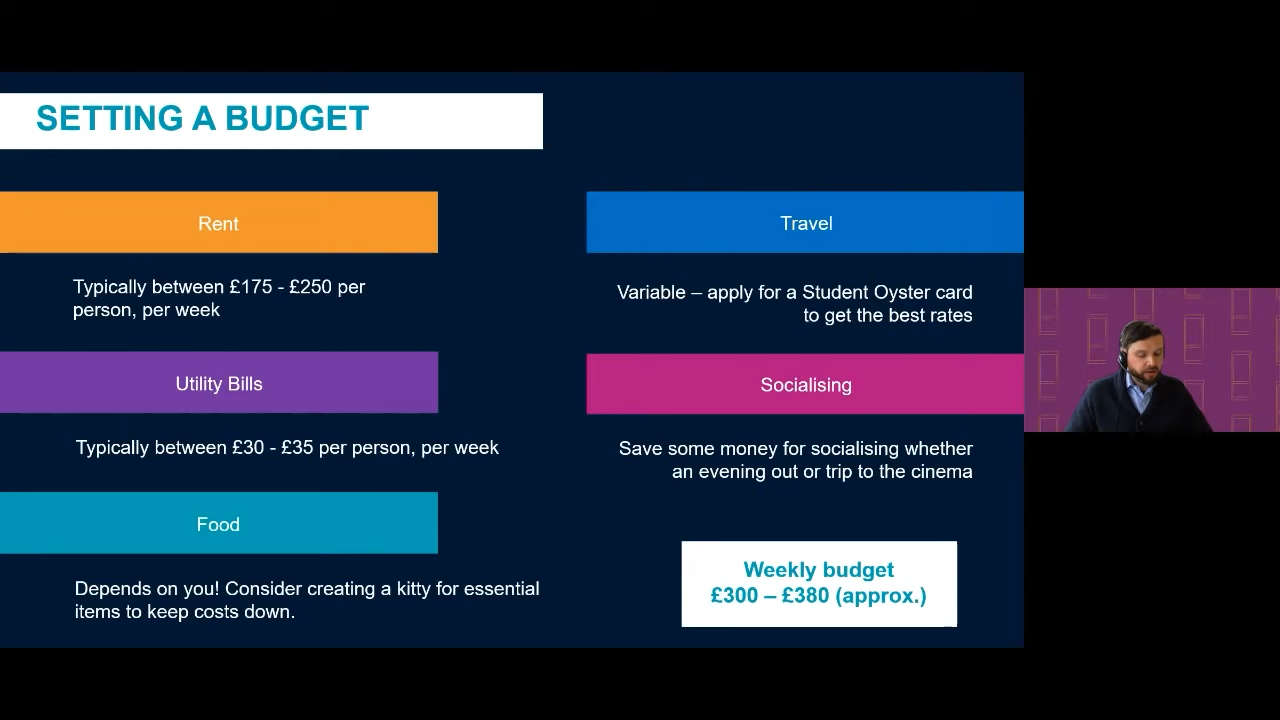 SETTING A BUDGET
Rent
Typically between £175 - £250 per
person, per week
Utility Bills
Typically between £30 - £35 per person, per week
Food
Depends on you! Consider creating a kitty for essential
items to keep costs down.
Travel
Variable – apply for a Student Oyster card
to get the best rates
Socialising
Save some money for socialising whether
an evening out or trip to the cinema
Weekly budget
£300 – £380 (approx.)